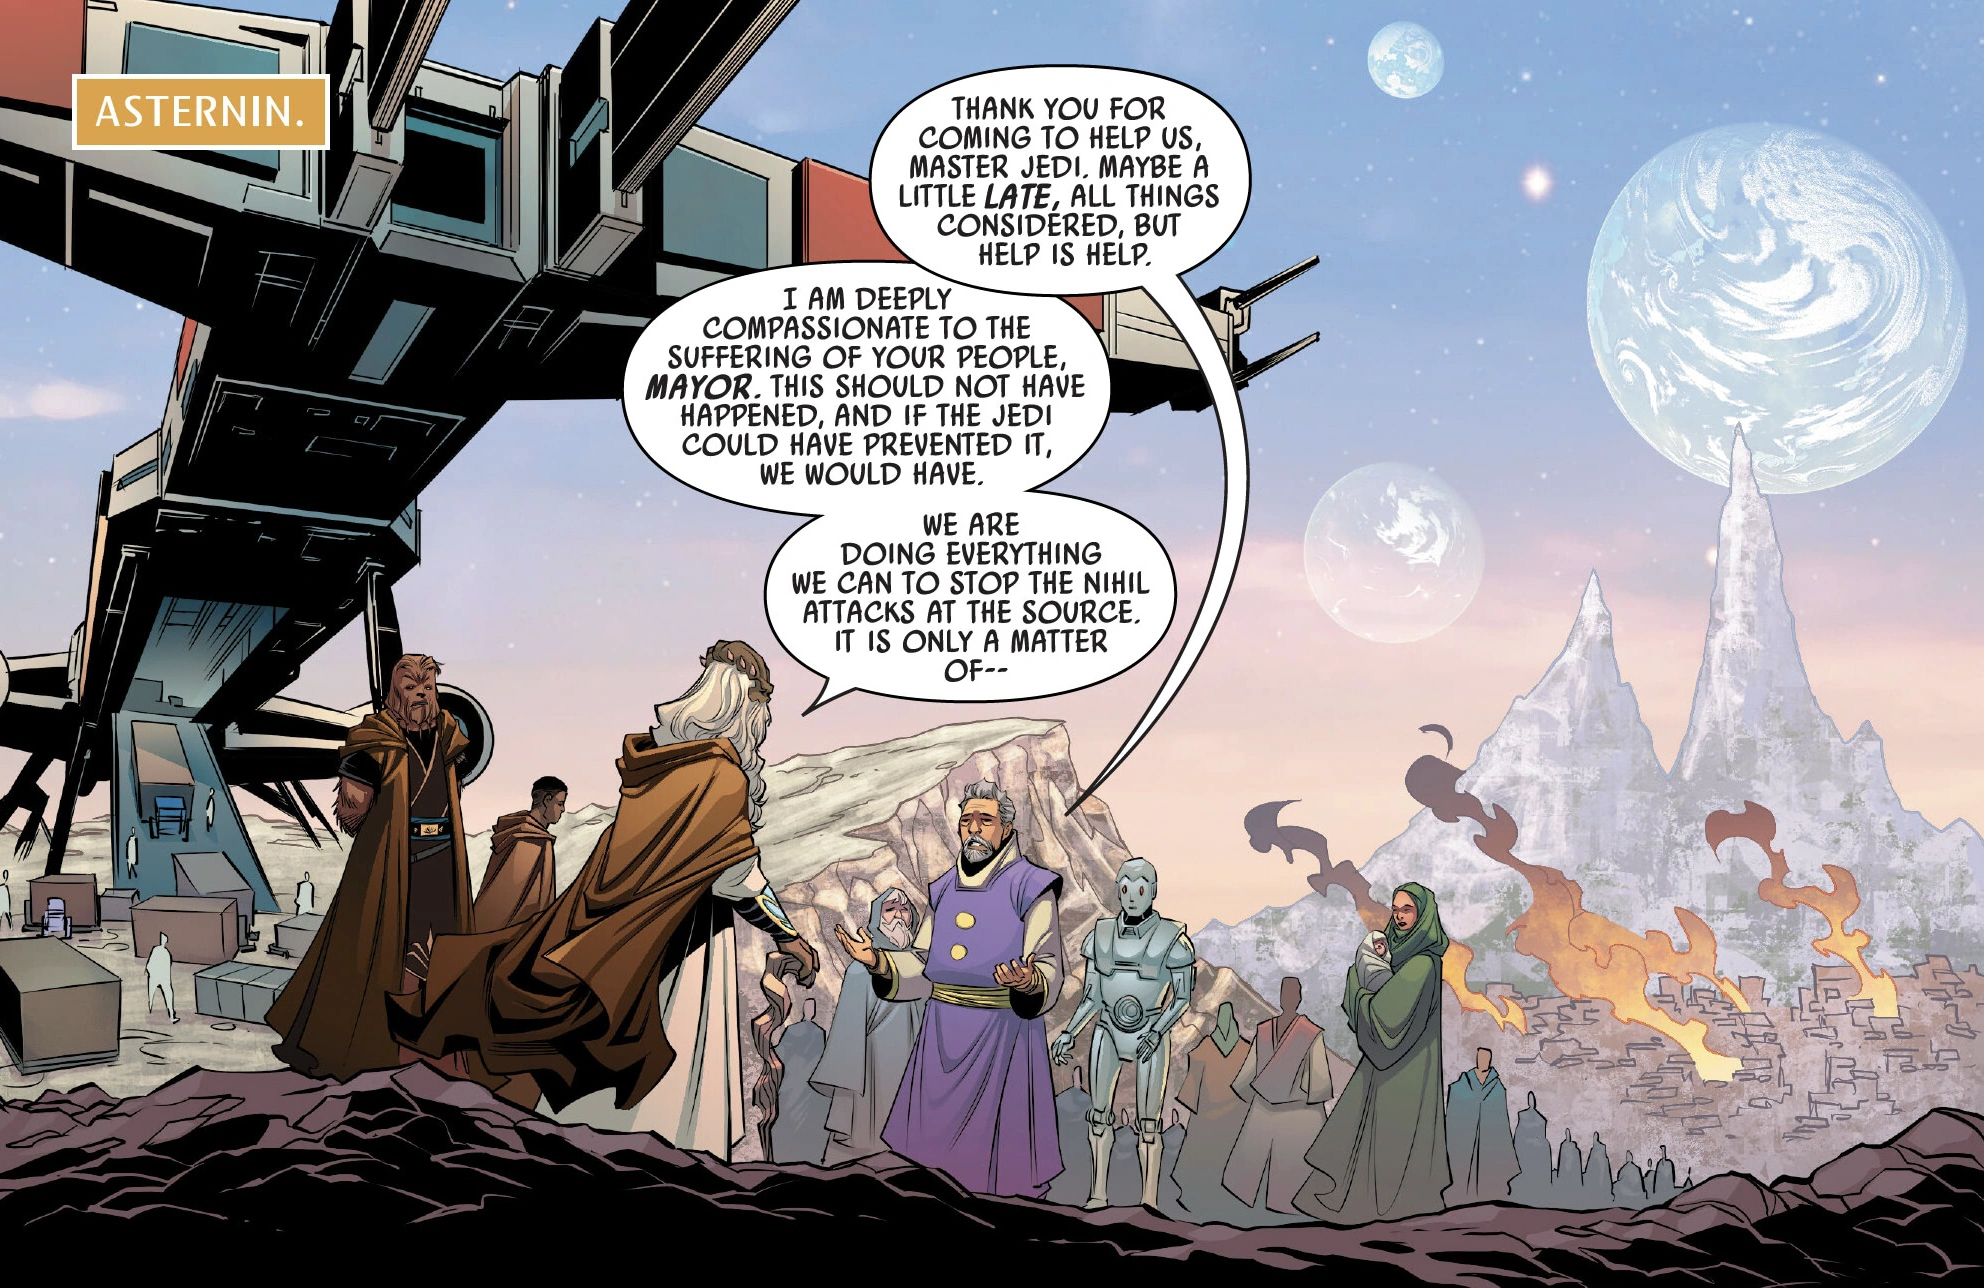 ASTERNIN.
THANK YOU FOR
COMING TO HELP US,
MASTER JEDI. MAYBE A
LITTLE LATE, ALL THINGS
CONSIDERED, BUT
HELP IS HELP.
I AM DEEPLY
COMPASSIONATE TO THE
SUFFERING OF YOUR PEOPLE,
MAYOR. THIS SHOULD NOT HAVE
HAPPENED, AND IF THE JEDI
COULD HAVE PREVENTED IT,
WE WOULD HAVE.
WE ARE
DOING EVERYTHING
WE CAN TO STOP THE NIHIL
ATTACKS AT THE SOURCE.
IT IS ONLY A MATTER
OF--